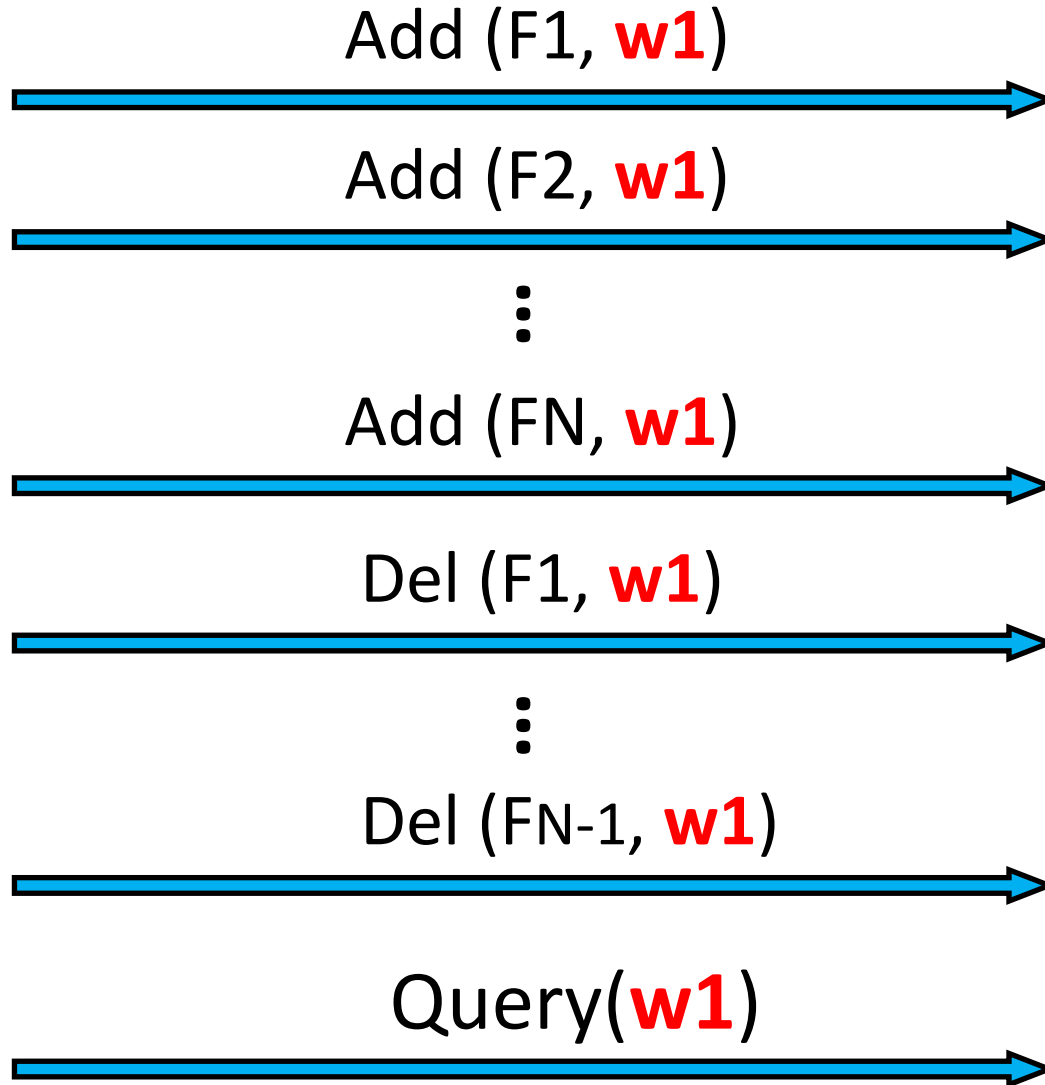 Add (F1, w1)
Add (F2, w1)
⋮
Add (FN, w1)
Del (F1, w1)
⋮
Del (FN-1, w1)
Query(w1)